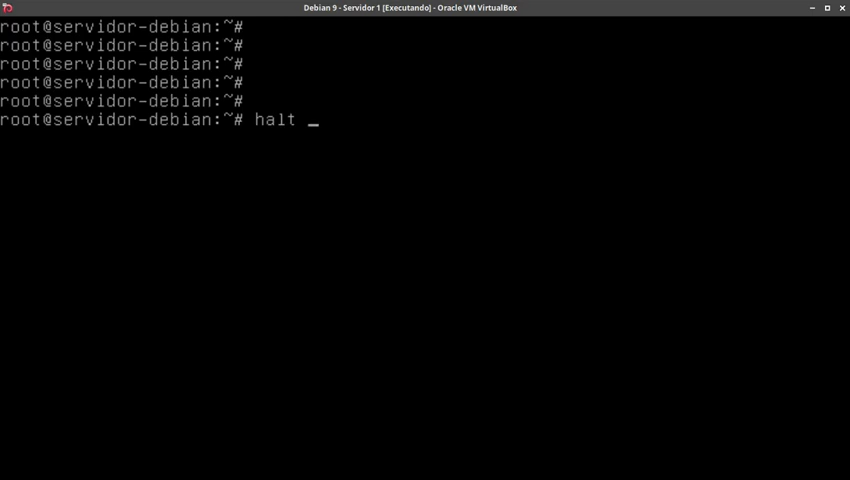 Debian 9 - Servidor 1 [Executando] - Oracle VM VirtualBox
root@servidor-debian:~#
root@servidor-debian:~#
root@servidor-debian:~#
root@servidor-debian:~#
root@servidor-debian:~#
root@servidor-debian:~# halt _